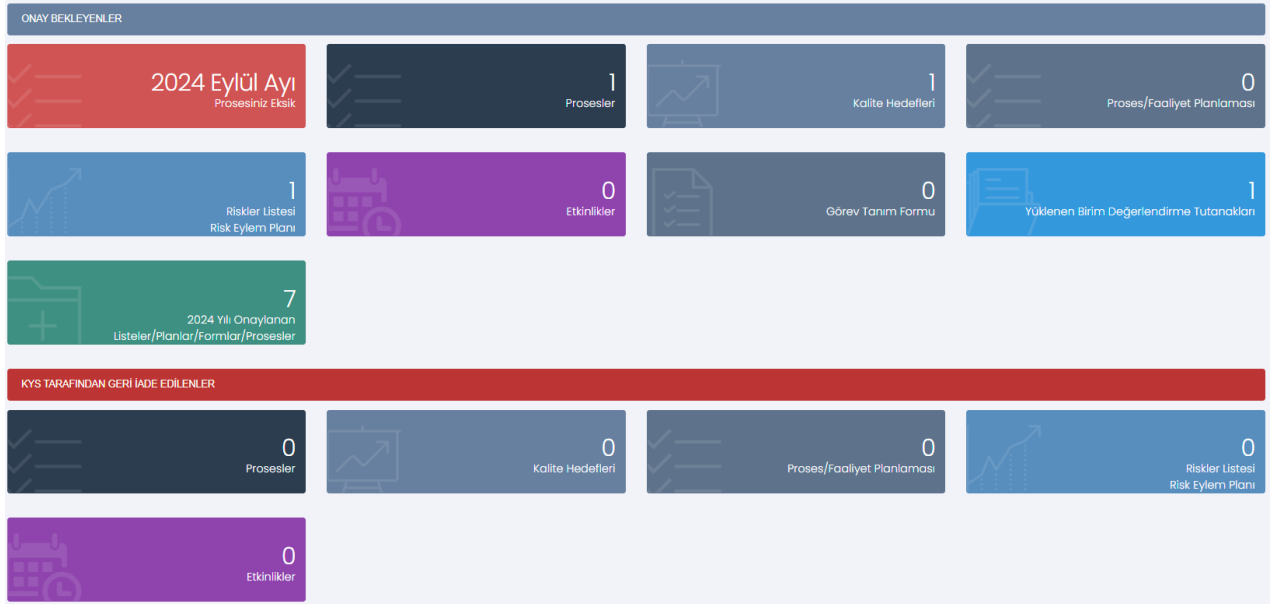 ONAY BEKLEYENLER
2024 Eylül Ayı
Prosesiniz Eksik
1
Prosesler
1
Kalite Hedefleri
0
Proses/Faaliyet Planlaması
1
Riskler Listesi
Risk Eylem Planı
0
Etkinlikler
0
Görev Tanım Formu
1
Yüklenen Birim Değerlendirme Tutanakları
7
2024 Yılı Onaylanan
Listeler/Planlar/Formlar/Prosesler
KYS TARAFINDAN GERİ İADE EDİLENLER
0
Prosesler
0
Kalite Hedefleri
0
Proses/Faaliyet Planlaması
0
Riskler Listesi
Risk Eylem Planı
0
Etkinlikler